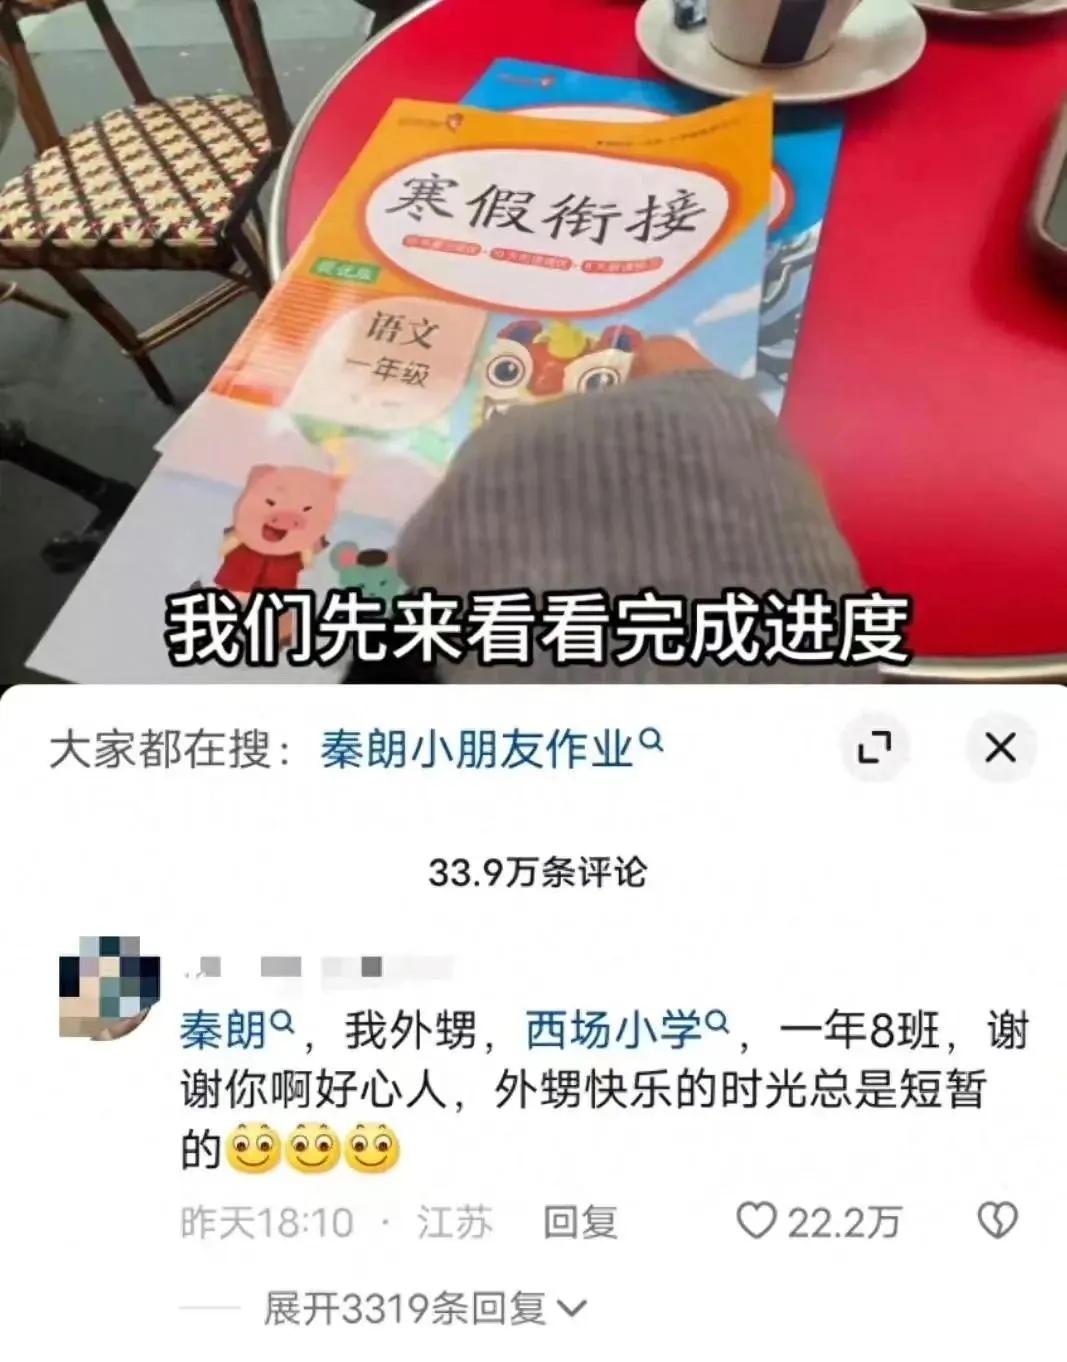 寒假衔接
提优版
语文
一年级
我们先来看看完成进度
大家都在搜：秦朗小朋友作业
33.9万条评论
秦朗，我外甥，西场小学，一年8班，谢
谢你啊好心人，外甥快乐的时光总是短暂
的
昨天18:10 · 江苏 回复 22.2万
展开3319条回复